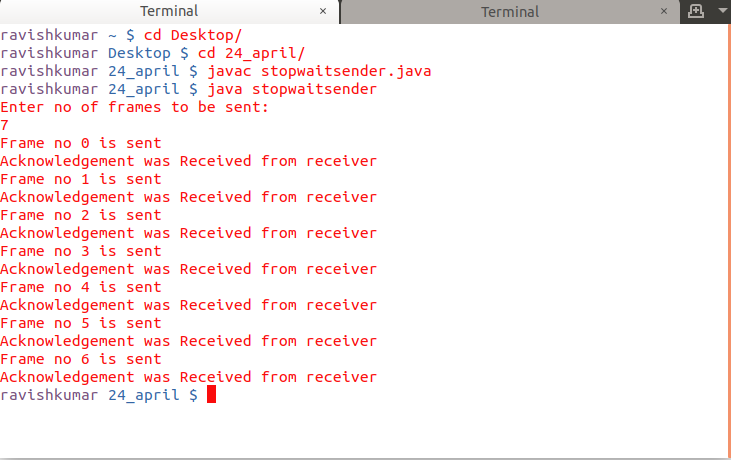 Terminal × Terminal ×
ravishkumar ~ $ cd Desktop/
ravishkumar Desktop $ cd 24_april/
ravishkumar 24_april $ javac stopwaitsender.java
ravishkumar 24_april $ java stopwaitsender
Enter no of frames to be sent:
7
Frame no 0 is sent
Acknowledgement was Received from receiver
Frame no 1 is sent
Acknowledgement was Received from receiver
Frame no 2 is sent
Acknowledgement was Received from receiver
Frame no 3 is sent
Acknowledgement was Received from receiver
Frame no 4 is sent
Acknowledgement was Received from receiver
Frame no 5 is sent
Acknowledgement was Received from receiver
Frame no 6 is sent
Acknowledgement was Received from receiver
ravishkumar 24_april $